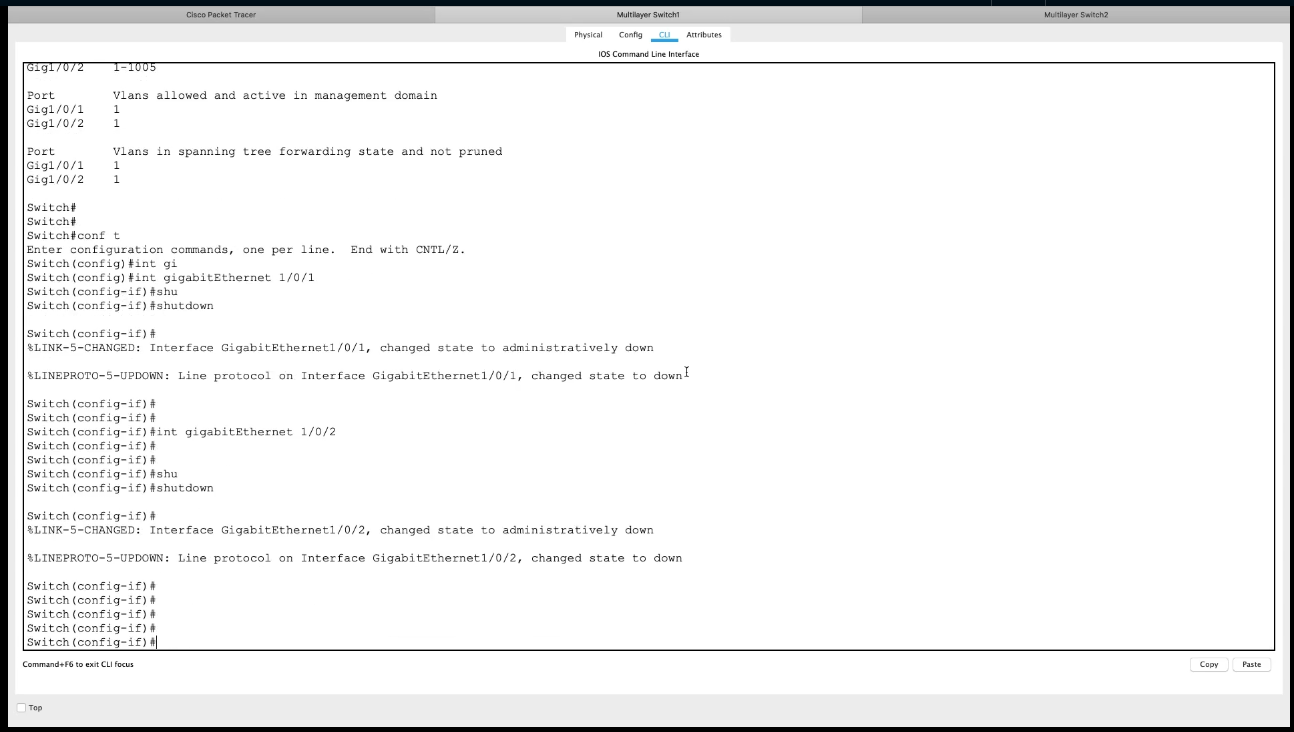 Cisco Packet Tracer
Multilayer Switch1
Multilayer Switch2
Physical Config CLI Attributes
IOS Command Line Interface
Gig1/0/2 1-1005
Port Vlans allowed and active in management domain
Gig1/0/1 1
Gig1/0/2 1
Port Vlans in spanning tree forwarding state and not pruned
Gig1/0/1 1
Gig1/0/2 1
Switch#
Switch#
Switch#conf t
Enter configuration commands, one per line. End with CNTL/Z.
Switch(config)#int gi
Switch(config)#int gigabitEthernet 1/0/1
Switch(config-if)#shu
Switch(config-if)#shutdown
Switch(config-if)#
%LINK-5-CHANGED: Interface GigabitEthernet1/0/1, changed state to administratively down
%LINEPROTO-5-UPDOWN: Line protocol on Interface GigabitEthernet1/0/1, changed state to down
Switch(config-if)#
Switch(config-if)#
Switch(config-if)#int gigabitEthernet 1/0/2
Switch(config-if)#
Switch(config-if)#
Switch(config-if)#shu
Switch(config-if)#shutdown
Switch(config-if)#
%LINK-5-CHANGED: Interface GigabitEthernet1/0/2, changed state to administratively down
%LINEPROTO-5-UPDOWN: Line protocol on Interface GigabitEthernet1/0/2, changed state to down
Switch(config-if)#
Switch(config-if)#
Switch(config-if)#
Switch(config-if)#
Switch(config-if)#
Command+F6 to exit CLI focus
Copy
Paste
Top